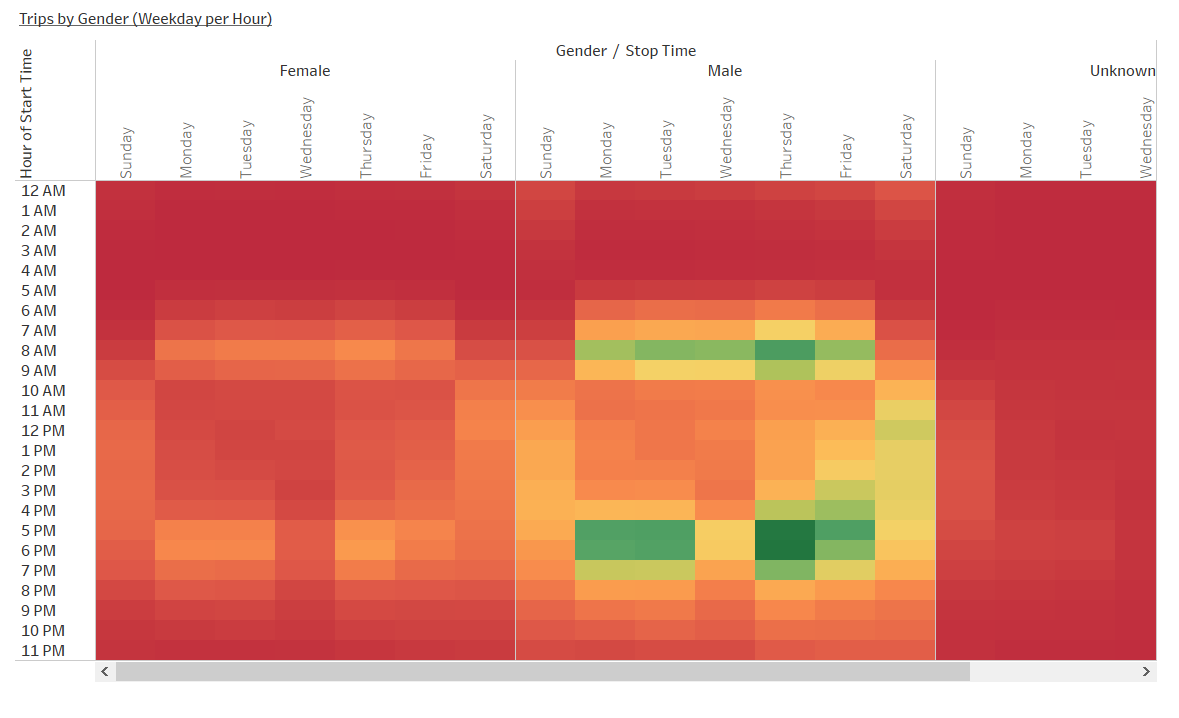 Trips by Gender (Weekday per Hour)
Gender / Stop Time
Hour of Start Time
Female
Male
Unknown
Sunday
Monday
Tuesday
Wednesday
Thursday
Friday
Saturday
Sunday
Monday
Tuesday
Wednesday
Thursday
Friday
Saturday
Sunday
Monday
Tuesday
Wednesday
12 AM
1 AM
2 AM
3 AM
4 AM
5 AM
6 AM
7 AM
8 AM
9 AM
10 AM
11 AM
12 PM
1 PM
2 PM
3 PM
4 PM
5 PM
6 PM
7 PM
8 PM
9 PM
10 PM
11 PM